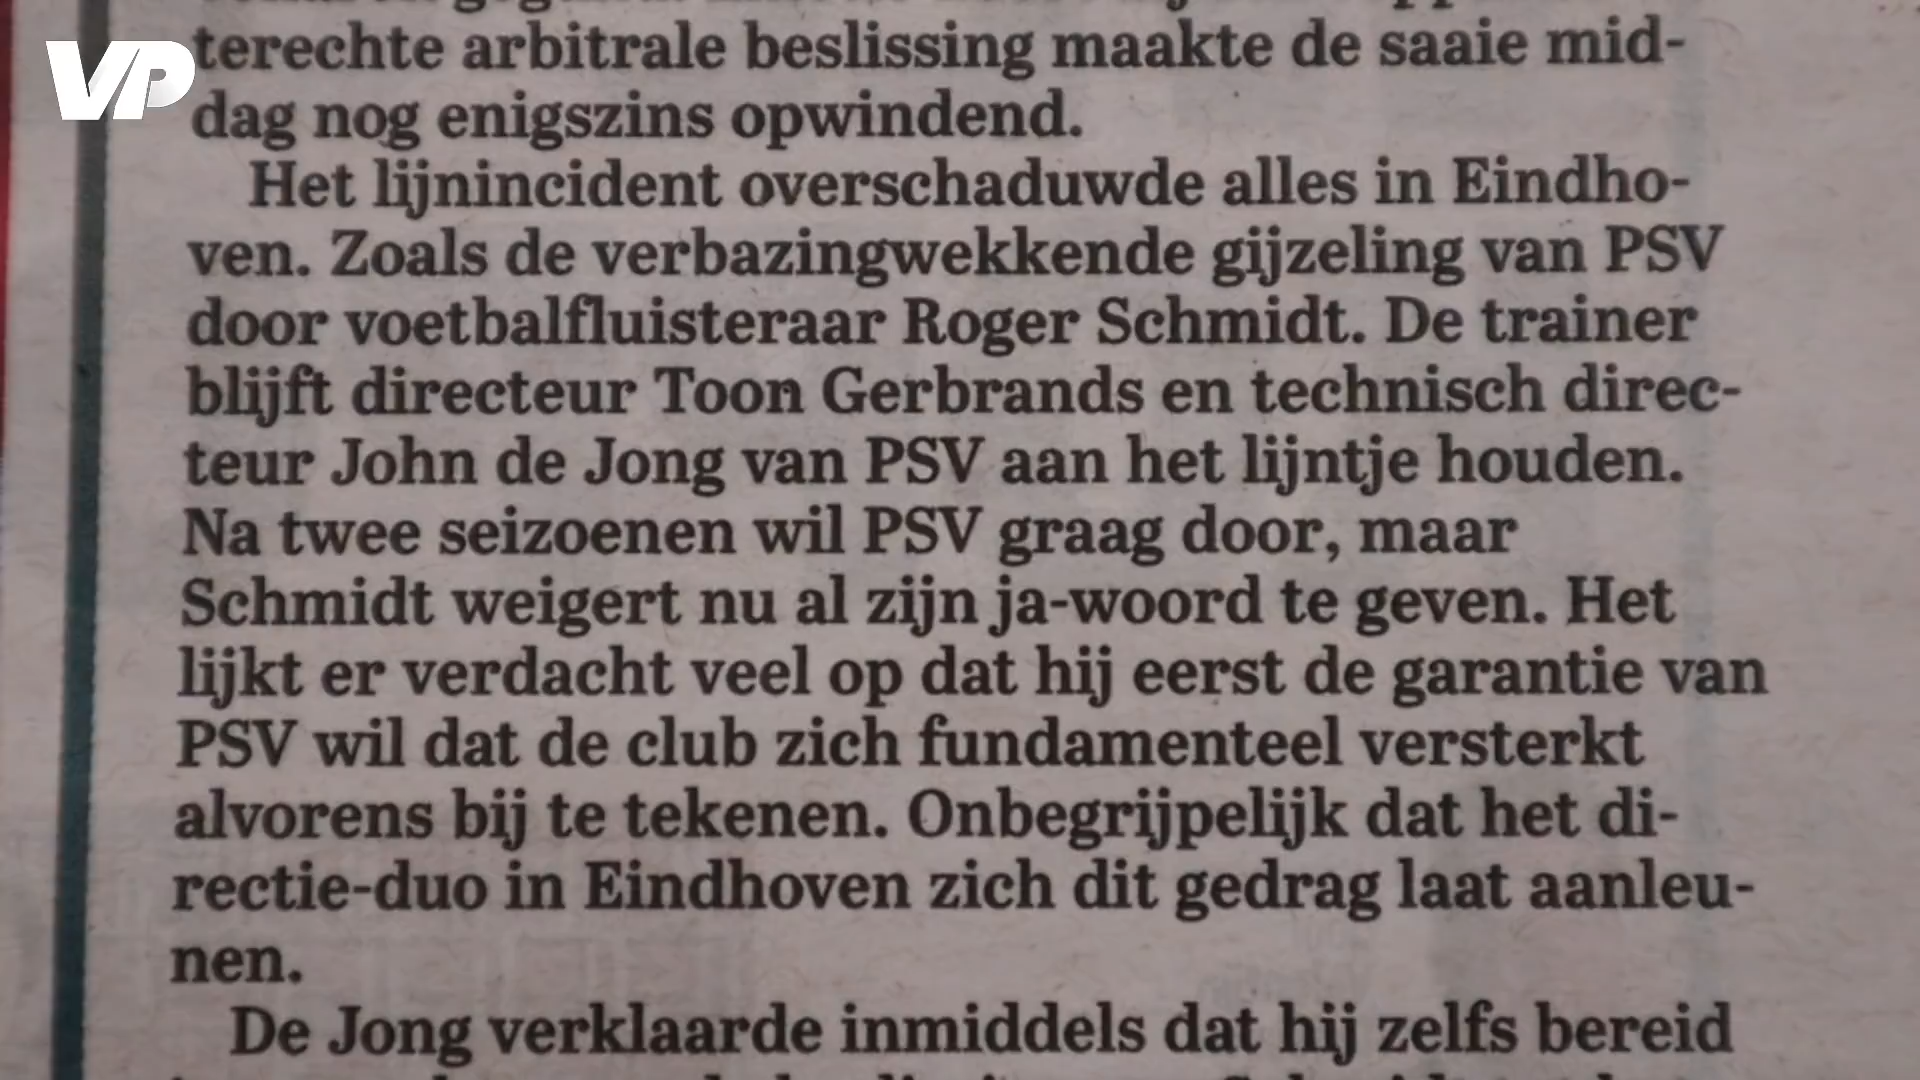 VP
terechte arbitrale beslissing maakte de saaie mid-
dag nog enigszins opwindend.
Het lijnincident overschaduwde alles in Eindho-
ven. Zoals de verbazingwekkende gijzeling van PSV
door voetbalfluisteraar Roger Schmidt. De trainer
blijft directeur Toon Gerbrands en technisch direc-
teur John de Jong van PSV aan het lijntje houden.
Na twee seizoenen wil PSV graag door, maar
Schmidt weigert nu al zijn ja-woord te geven. Het
lijkt er verdacht veel op dat hij eerst de garantie van
PSV wil dat de club zich fundamenteel versterkt
alvorens bij te tekenen. Onbegrijpelijk dat het di-
rectie-duo in Eindhoven zich dit gedrag laat aanleu-
nen.
De Jong verklaarde inmiddels dat hij zelfs bereid